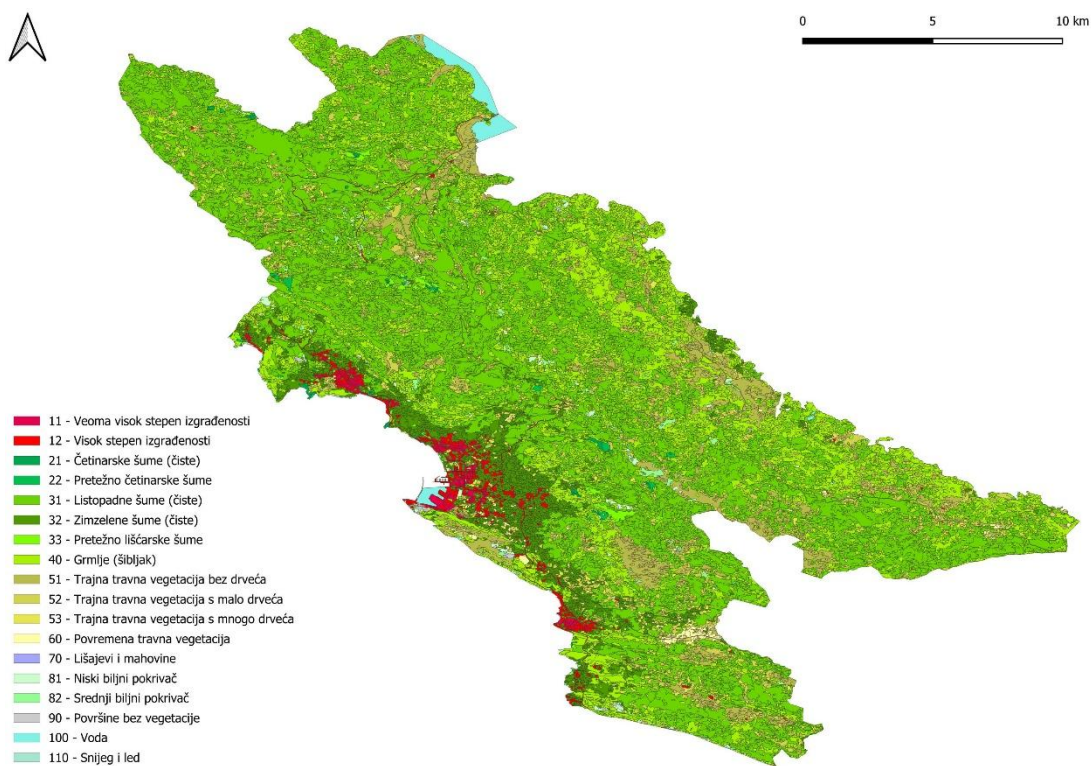 0 5 10 km
11 - Veoma visok stepen izgrađenosti
12 - Visok stepen izgrađenosti
21 - Četinarske šume (čiste)
22 - Pretežno četinarske šume
31 - Listopadne šume (čiste)
32 - Zimzelene šume (čiste)
33 - Pretežno lišćarske šume
40 - Grmlje (šibljak)
51 - Trajna travna vegetacija bez drveća
52 - Trajna travna vegetacija s malo drveća
53 - Trajna travna vegetacija s mnogo drveća
60 - Povremena travna vegetacija
70 - Lišajevi i mahovine
81 - Niski biljni pokrivač
82 - Srednji biljni pokrivač
90 - Površine bez vegetacije
100 - Voda
110 - Snijeg i led